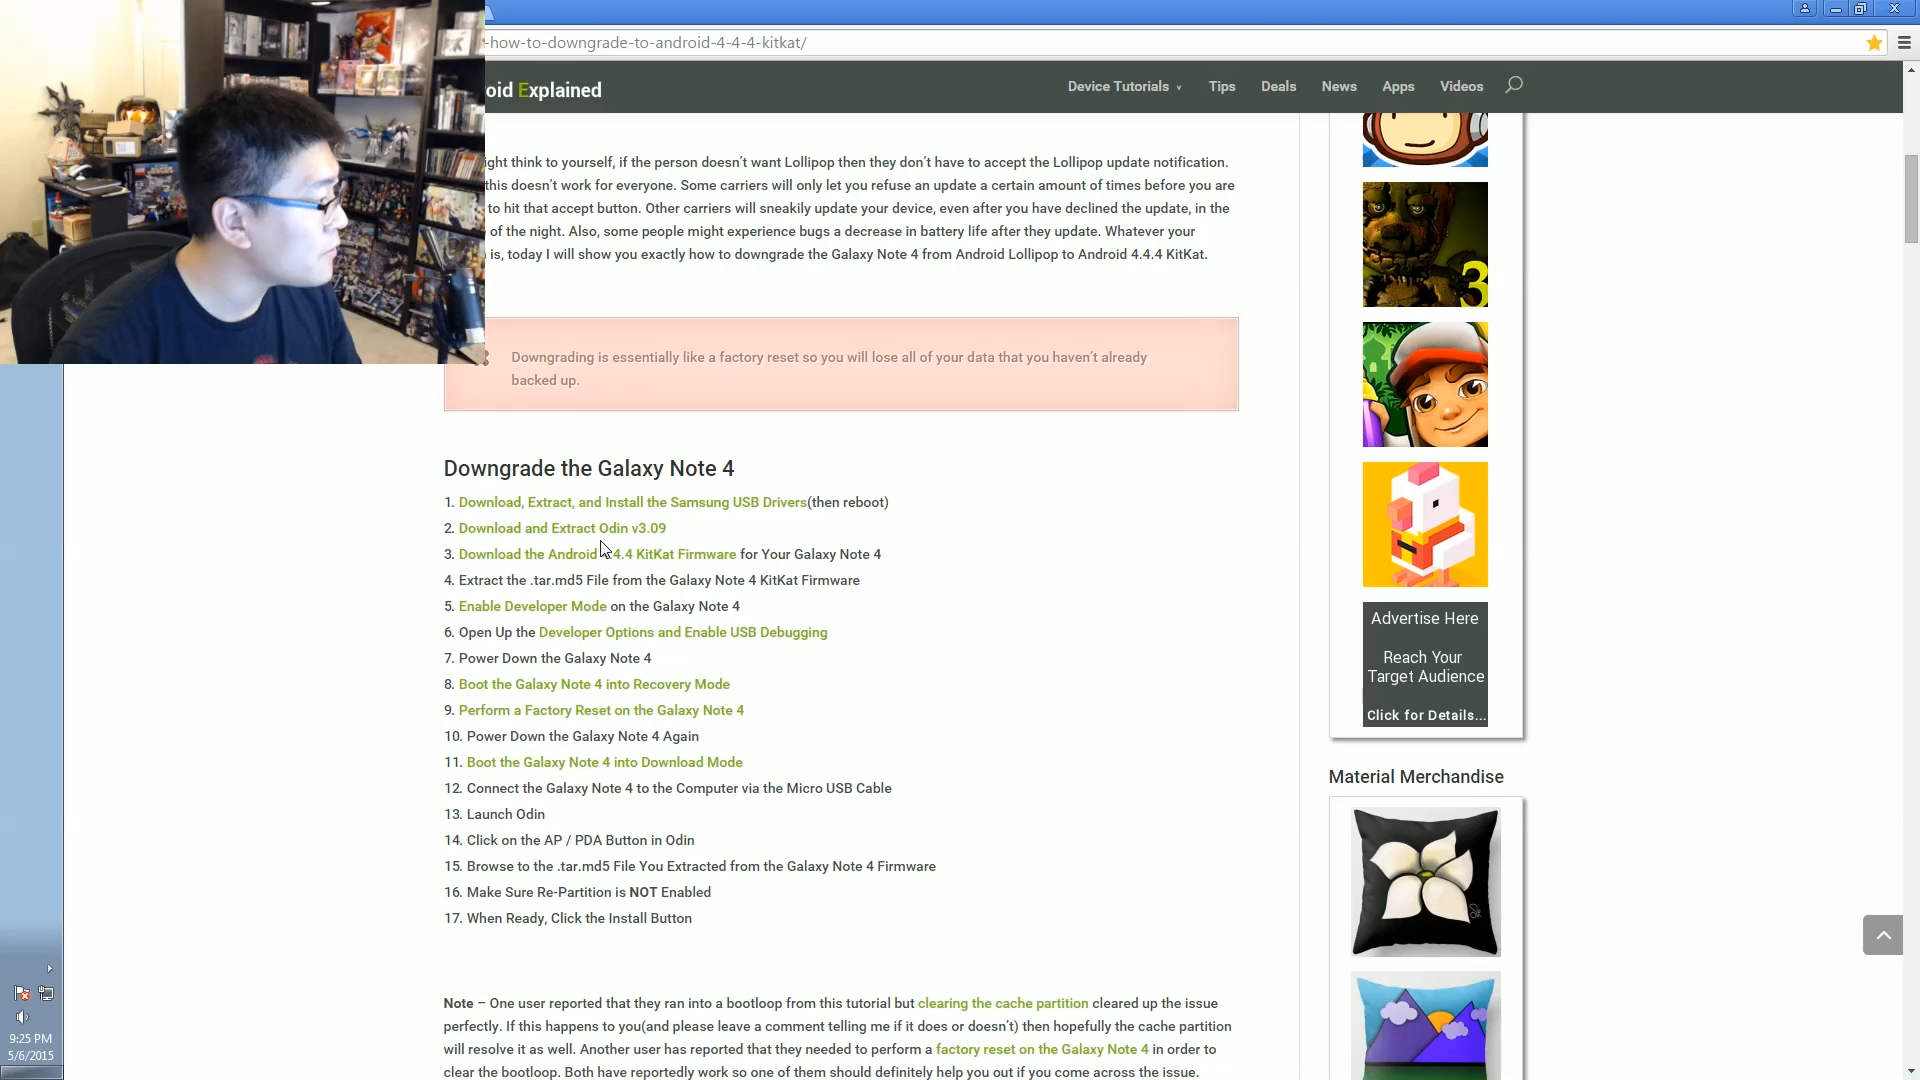 -how-to-downgrade-to-android-4-4-4-kitkat/
oid Explained
Device Tutorials
Tips
Deals
News
Apps
Videos
ight think to yourself, if the person doesn’t want Lollipop then they don’t have to accept the Lollipop update notification.
this doesn’t work for everyone. Some carriers will only let you refuse an update a certain amount of times before you are
to hit that accept button. Other carriers will sneakily update your device, even after you have declined the update, in the
of the night. Also, some people might experience bugs a decrease in battery life after they update. Whatever your
is, today I will show you exactly how to downgrade the Galaxy Note 4 from Android Lollipop to Android 4.4.4 KitKat.
Downgrading is essentially like a factory reset so you will lose all of your data that you haven’t already
backed up.
Downgrade the Galaxy Note 4
1. Download, Extract, and Install the Samsung USB Drivers(then reboot)
2. Download and Extract Odin v3.09
3. Download the Android 4.4 KitKat Firmware for Your Galaxy Note 4
4. Extract the .tar.md5 File from the Galaxy Note 4 KitKat Firmware
5. Enable Developer Mode on the Galaxy Note 4
6. Open Up the Developer Options and Enable USB Debugging
7. Power Down the Galaxy Note 4
8. Boot the Galaxy Note 4 into Recovery Mode
9. Perform a Factory Reset on the Galaxy Note 4
10. Power Down the Galaxy Note 4 Again
11. Boot the Galaxy Note 4 into Download Mode
12. Connect the Galaxy Note 4 to the Computer via the Micro USB Cable
13. Launch Odin
14. Click on the AP / PDA Button in Odin
15. Browse to the .tar.md5 File You Extracted from the Galaxy Note 4 Firmware
16. Make Sure Re-Partition is NOT Enabled
17. When Ready, Click the Install Button
Note – One user reported that they ran into a bootloop from this tutorial but clearing the cache partition cleared up the issue
perfectly. If this happens to you(and please leave a comment telling me if it does or doesn’t) then hopefully the cache partition
will resolve it as well. Another user has reported that they needed to perform a factory reset on the Galaxy Note 4 in order to
clear the bootloop. Both have reportedly work so one of them should definitely help you out if you come across the issue.
3
Advertise Here
Reach Your
Target Audience
Click for Details...
Material Merchandise
9:25 PM
5/6/2015